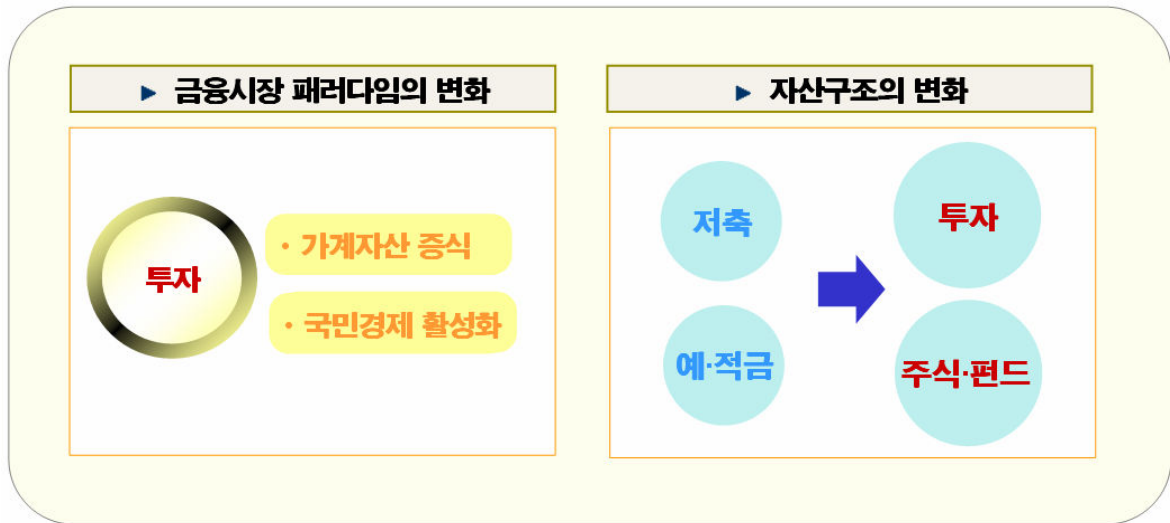 ▶ 금융시장 패러다임의 변화
투자
· 가계자산 증식
· 국민경제 활성화
▶ 자산구조의 변화
저축
투자
예·적금
주식·펀드